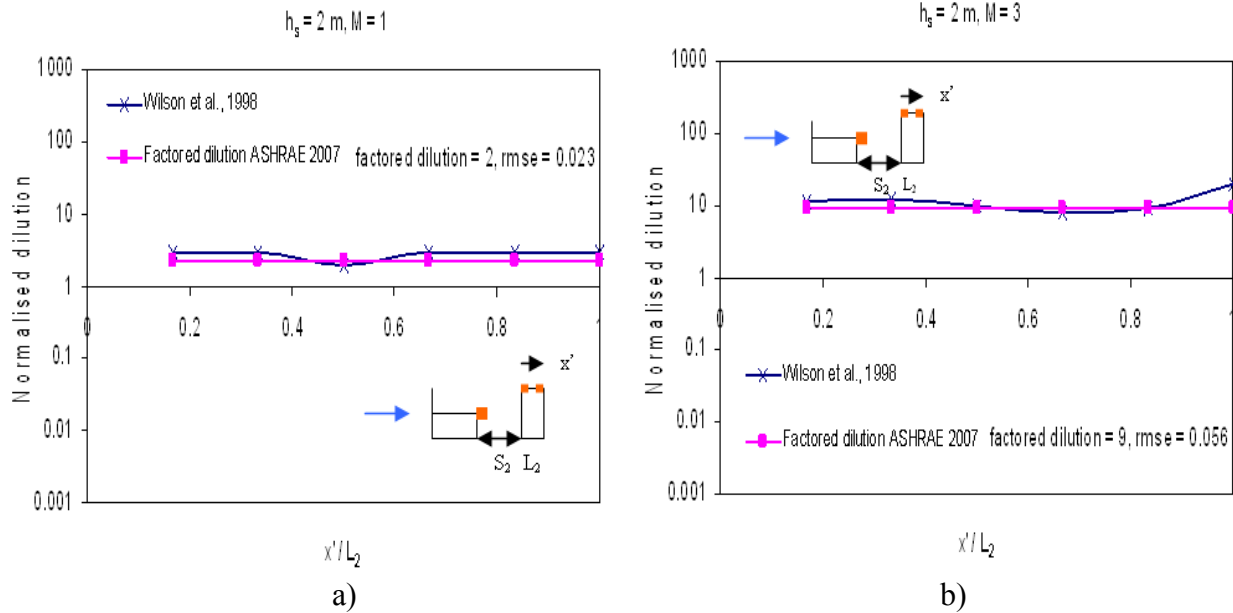 hs = 2 m, M = 1
1000
100
10
1
0.1
0.01
0.001
Normalised dilution
Wilson et al., 1998
Factored dilution ASHRAE 2007 factored dilution = 2, rmse = 0.023
0
0.2
0.4
0.6
0.8
1
x'
S2 L2
x'/L2
a)
hs = 2 m, M = 3
1000
100
10
1
0.1
0.01
0.001
Normalised dilution
x'
S2 L2
0
0.2
0.4
0.6
0.8
1
Wilson et al., 1998
Factored dilution ASHRAE 2007 factored dilution = 9, rmse = 0.056
x'/L2
b)